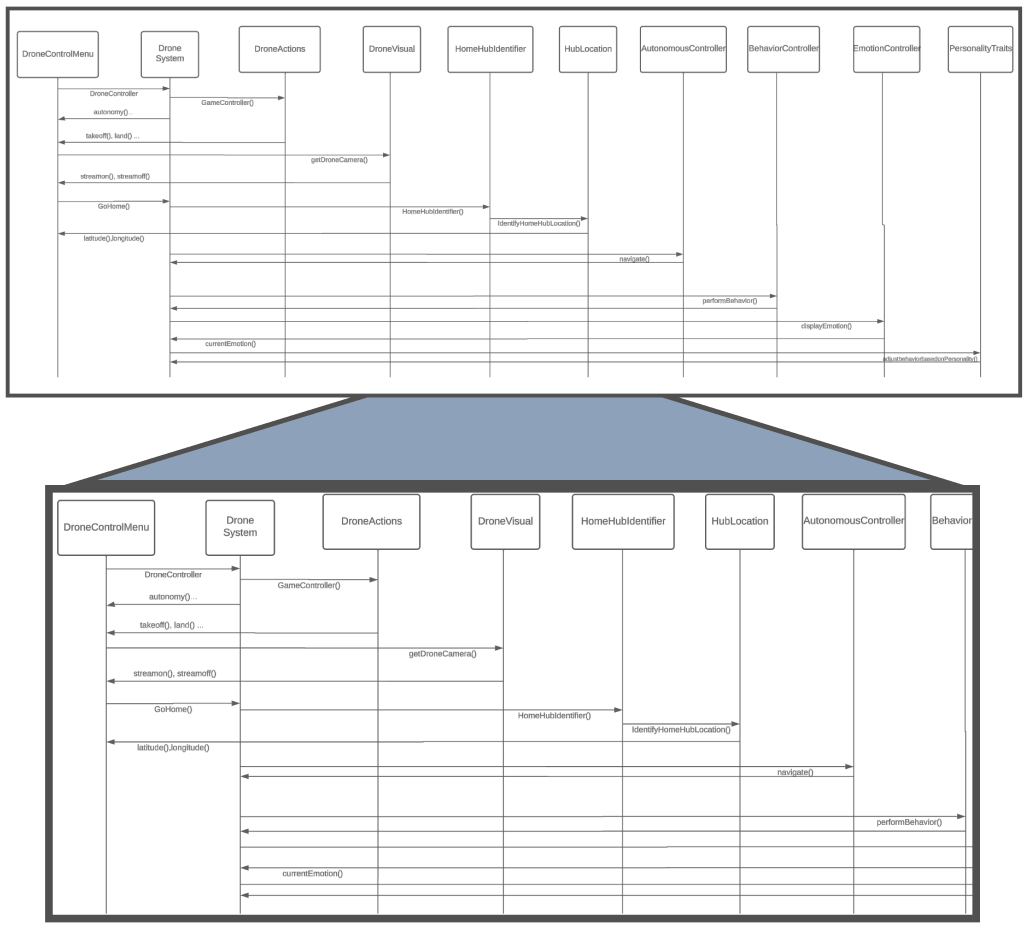 DroneControlMenu
Drone
System
DroneActions
DroneVisual
HomeHubIdentifier
HubLocation
AutonomousController
BehaviorController
EmotionController
PersonalityTraits
DroneController
GameController()
autonomy()...
takeoff(), land() ...
getDroneCamera()
streamon(), streamoff()
GoHome()
HomeHubIdentifier()
IdentifyHomeHubLocation()
latitude(),longitude()
navigate()
performBehavior()
displayEmotion()
currentEmotion()
adjustbehaviorbasedonPersonality()
DroneControlMenu
Drone
System
DroneActions
DroneVisual
HomeHubIdentifier
HubLocation
AutonomousController
Behavior
DroneController
GameController()
autonomy()...
takeoff(), land() ...
getDroneCamera()
streamon(), streamoff()
GoHome()
HomeHubIdentifier()
IdentifyHomeHubLocation()
latitude(),longitude()
navigate()
performBehavior()
currentEmotion()